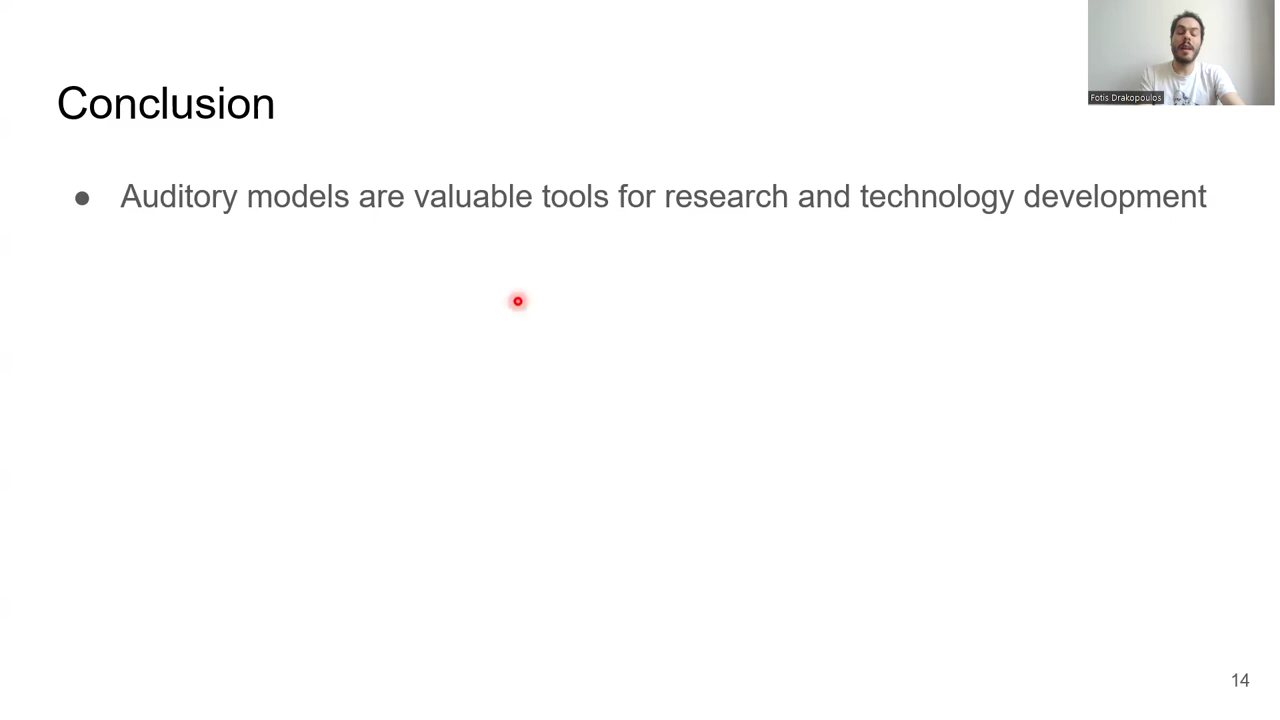 Fotis Drakopoulos
Conclusion
● Auditory models are valuable tools for research and technology development
14